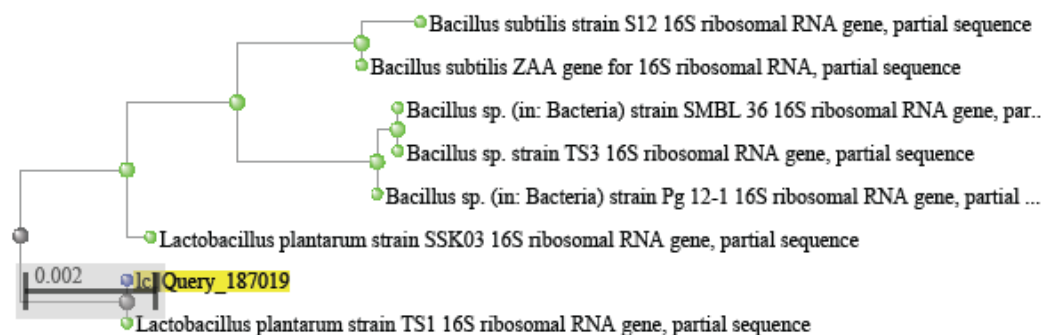 Bacillus subtilis strain S12 16S ribosomal RNA gene, partial sequence
Bacillus subtilis ZAA gene for 16S ribosomal RNA, partial sequence
Bacillus sp. (in: Bacteria) strain SMBL 36 16S ribosomal RNA gene, par..
Bacillus sp. strain TS3 16S ribosomal RNA gene, partial sequence
Bacillus sp. (in: Bacteria) strain Pg 12-1 16S ribosomal RNA gene, partial ...
Lactobacillus plantarum strain SSK03 16S ribosomal RNA gene, partial sequence
0.002 lcl|Query_187019
Lactobacillus plantarum strain TS1 16S ribosomal RNA gene, partial sequence